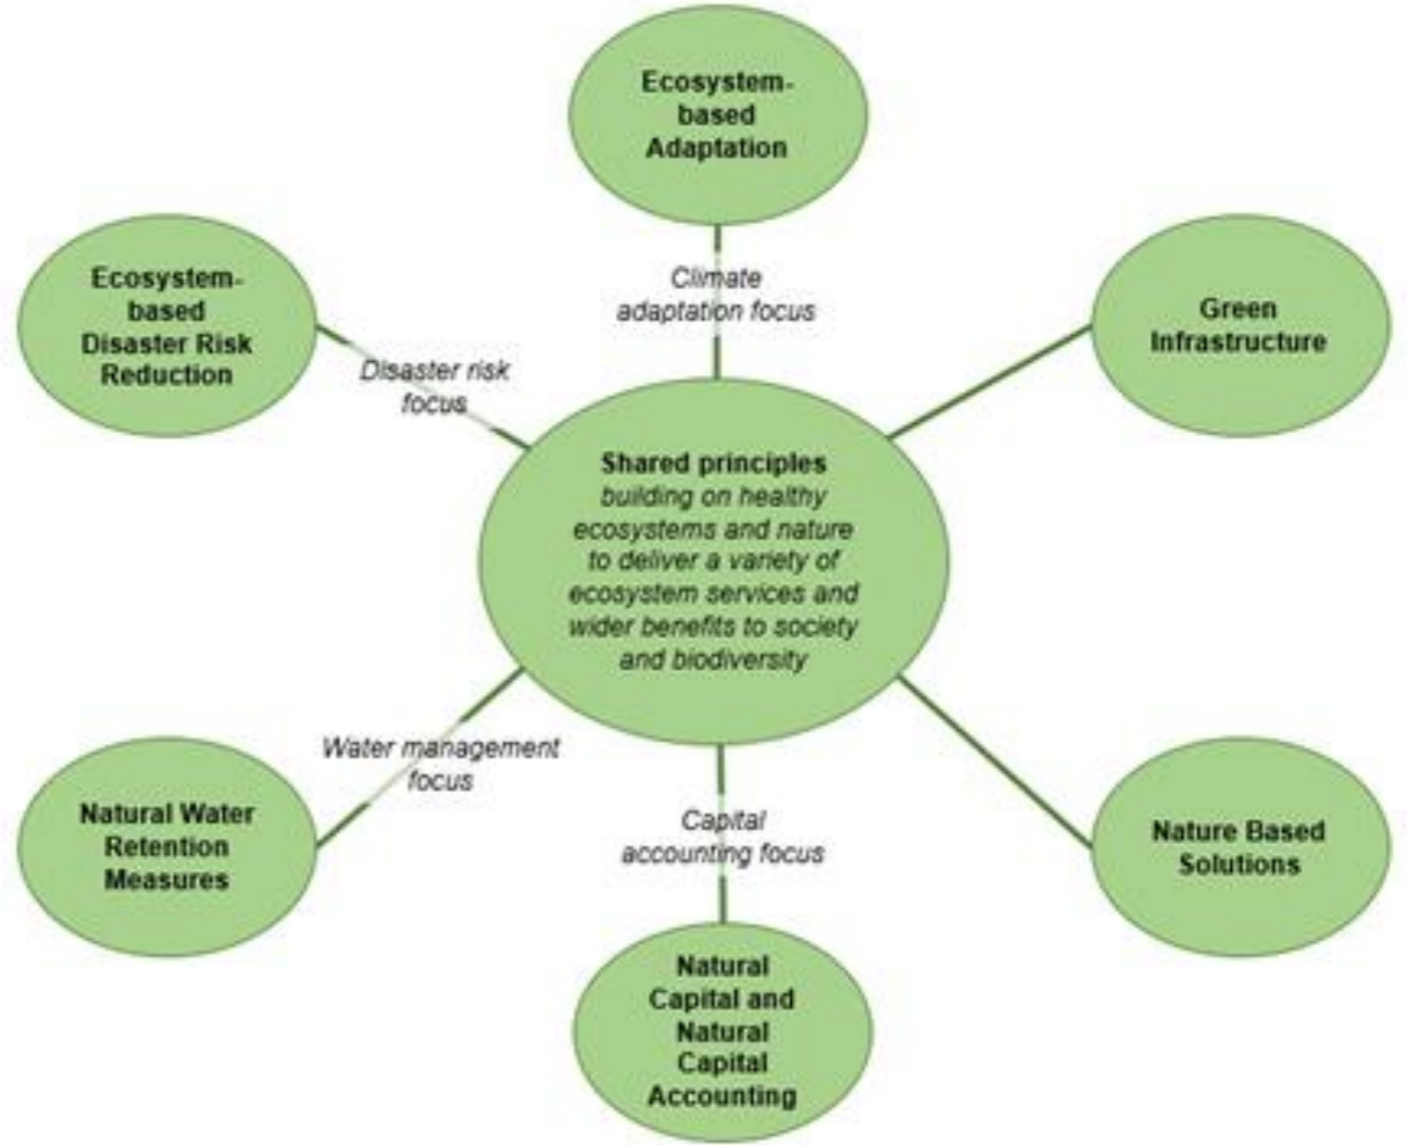 Ecosystem-
based
Adaptation
Ecosystem-
based
Disaster Risk
Reduction
Climate
adaptation focus
Green
Infrastructure
Disaster risk
focus
Shared principles
building on healthy
ecosystems and nature
to deliver a variety of
ecosystem services and
wider benefits to society
and biodiversity
Water management
focus
Natural Water
Retention
Measures
Capital
accounting focus
Nature Based
Solutions
Natural
Capital and
Natural
Capital
Accounting